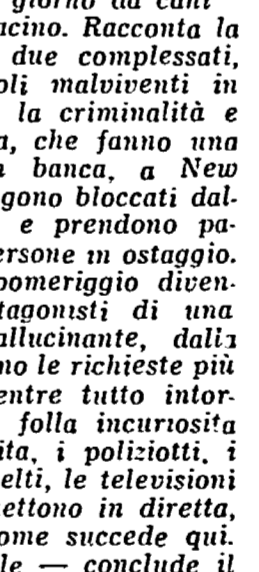 giorno da cani
acino. Racconta la
due complessati,
oli malviventi in
la criminalità e
a, che fanno una
banca, a New
gono bloccati dal-
e prendono pa-
ersone in ostaggio.
pomeriggio diven-
tagonisti di una
allucinante, dalla
no le richieste più
entre tutto intor-
folla incuriosita
ita, i poliziotti, i
elti, le televisioni
ettono in diretta,
ome succede qui.
le — conclude il